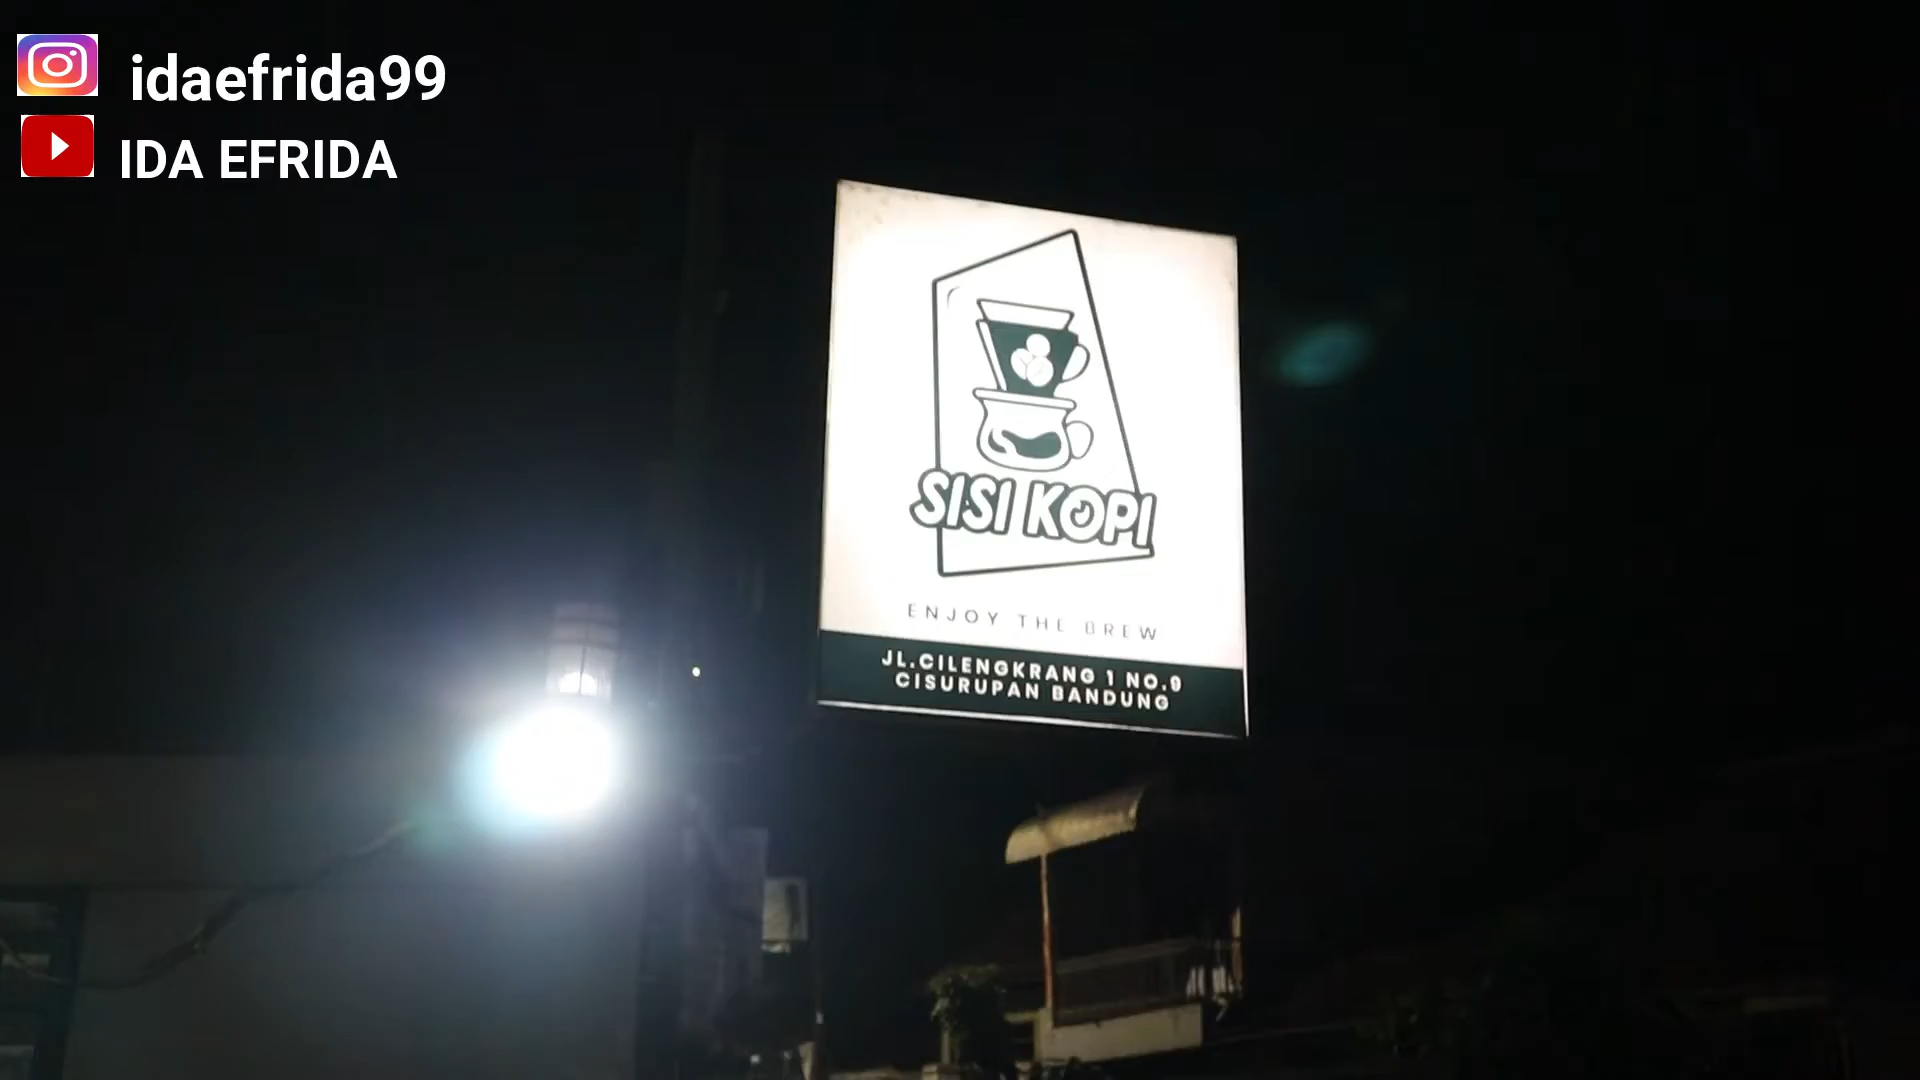 idaefrida99
IDA EFRIDA
SISI KOPI
ENJOY THE BREW
JL.CILENGKRANG 1 NO.9
CISURUPAN BANDUNG